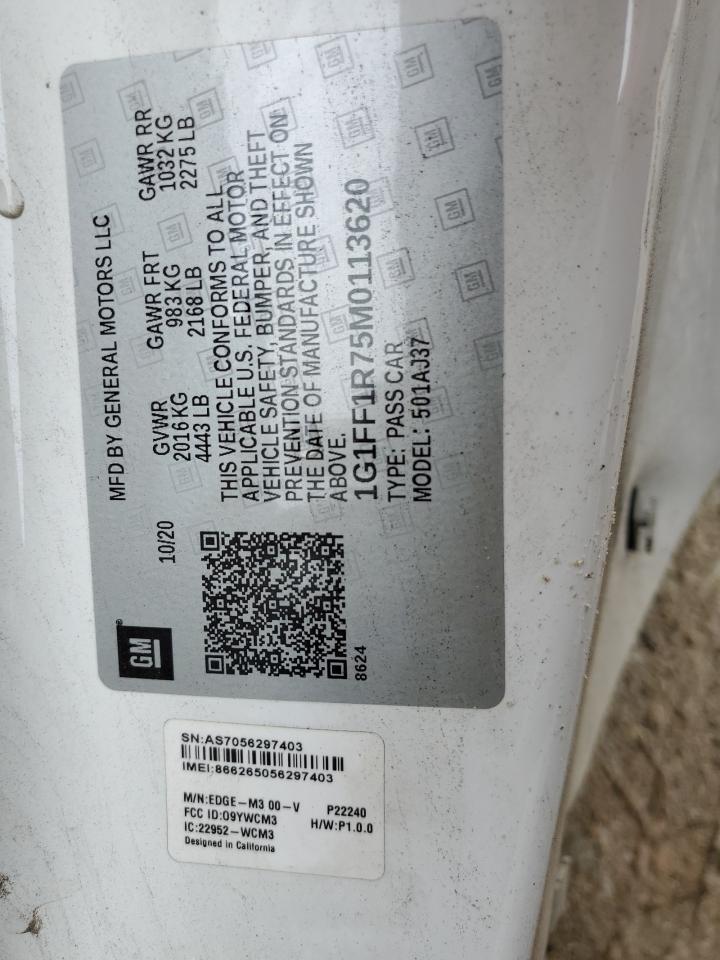 MFD BY GENERAL MOTORS LLC
10/20
GVWR GAWR FRT GAWR RR
2016 KG 983 KG 1032 KG
4443 LB 2168 LB 2275 LB
THIS VEHICLE CONFORMS TO ALL
APPLICABLE U.S. FEDERAL MOTOR
VEHICLE SAFETY, BUMPER, AND THEFT
PREVENTION STANDARDS IN EFFECT ON
THE DATE OF MANUFACTURE SHOWN
ABOVE.
1G1FF1R75M0113620
TYPE: PASS CAR
MODEL: 501AJ37
GM
8624
SN:AS7056297403
IMEI:866265056297403
M/N:EDGE-M3 00-V P22240
FCC ID:O9YWCM3 H/W:P1.0.0
IC:22952-WCM3
Designed in California